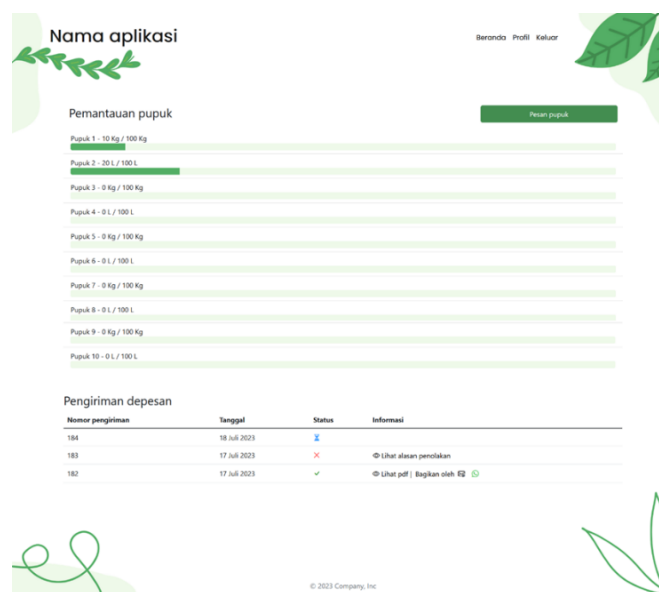 Nama aplikasi
Beranda Profil Keluar
Pemantauan pupuk
Pesan pupuk
Pupuk 1 - 10 Kg / 100 Kg
Pupuk 2 - 20 L / 100 L
Pupuk 3 - 0 Kg / 100 Kg
Pupuk 4 - 0 L / 100 L
Pupuk 5 - 0 Kg / 100 Kg
Pupuk 6 - 0 L / 100 L
Pupuk 7 - 0 Kg / 100 Kg
Pupuk 8 - 0 L / 100 L
Pupuk 9 - 0 Kg / 100 Kg
Pupuk 10 - 0 L / 100 L
Pengiriman depesan
Nomor pengiriman Tanggal Status Informasi
184 18 Juli 2023
183 17 Juli 2023 Lihat alasan penolakan
182 17 Juli 2023 Lihat pdf | Bagikan oleh
© 2023 Company, Inc